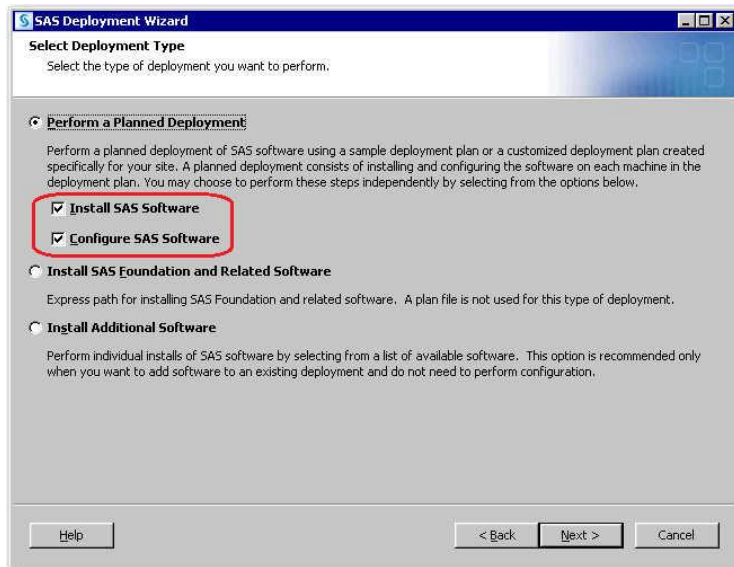 SAS Deployment Wizard
Select Deployment Type
Select the type of deployment you want to perform.
Perform a Planned Deployment
Perform a planned deployment of SAS software using a sample deployment plan or a customized deployment plan created
specifically for your site. A planned deployment consists of installing and configuring the software on each machine in the
deployment plan. You may choose to perform these steps independently by selecting from the options below.
Install SAS Software
Configure SAS Software
Install SAS Foundation and Related Software
Express path for installing SAS Foundation and related software. A plan file is not used for this type of deployment.
Install Additional Software
Perform individual installs of SAS software by selecting from a list of available software. This option is recommended only
when you want to add software to an existing deployment and do not need to perform configuration.
Help
< Back
Next >
Cancel